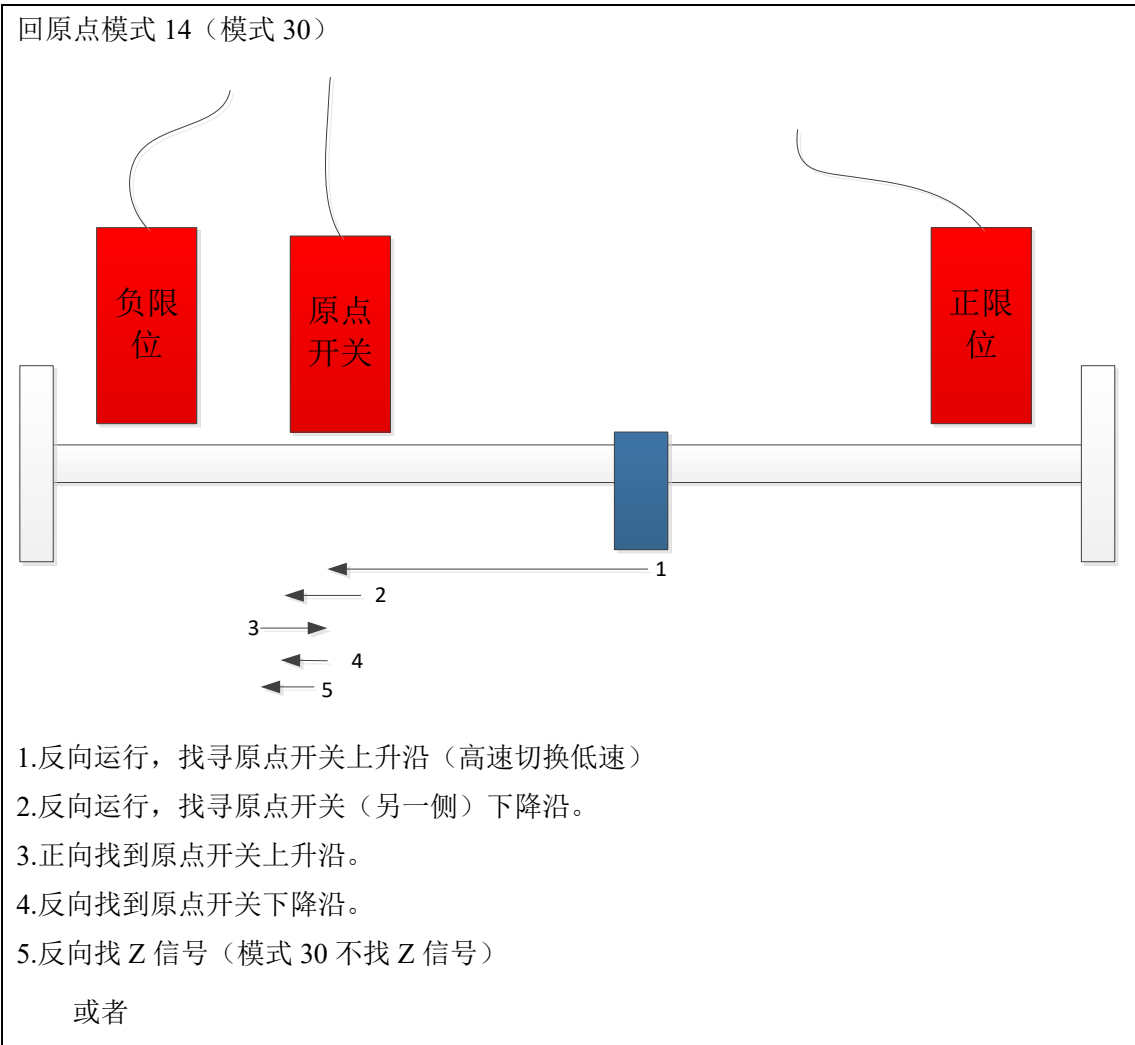 回原点模式 14（模式 30）
负限
位
原点
开关
正限
位
1
2
3
4
5
1.反向运行，找寻原点开关上升沿（高速切换低速）
2.反向运行，找寻原点开关（另一侧）下降沿。
3.正向找到原点开关上升沿。
4.反向找到原点开关下降沿。
5.反向找 Z 信号（模式 30 不找 Z 信号）
或者